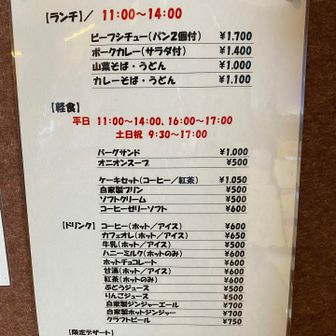 【ランチ】／ 11:00～14:00
ビーフシチュー(パン2個付) ¥1.700
ポークカレー(サラダ付) ¥1.400
山菜そば・うどん ¥1.000
カレーそば・うどん ¥1.100
【軽食】
平日 11:00～14:00、16:00～17:00
土日祝 9:30～17:00
バーグサンド ¥1.000
オニオンスープ ¥500
ケーキセット(コーヒー／紅茶) ¥1.050
自家製プリン ¥500
ソフトクリーム ¥500
コーヒーゼリーソフト ¥600
【ドリンク】 コーヒー(ホット／アイス) ¥600
カフェオレ(ホット／アイス) ¥650
牛乳(ホット／アイス) ¥500
ハニーミルク(ホットのみ) ¥600
ホットチョコレート ¥600
甘酒(ホット／アイス) ¥600
紅茶(ホットのみ) ¥600
ぶどうジュース ¥500
りんごジュース ¥500
自家製ジンジャーエール ¥700
自家製ホットジンジャー ¥700
クラフトビール ¥750
【限定デザート】